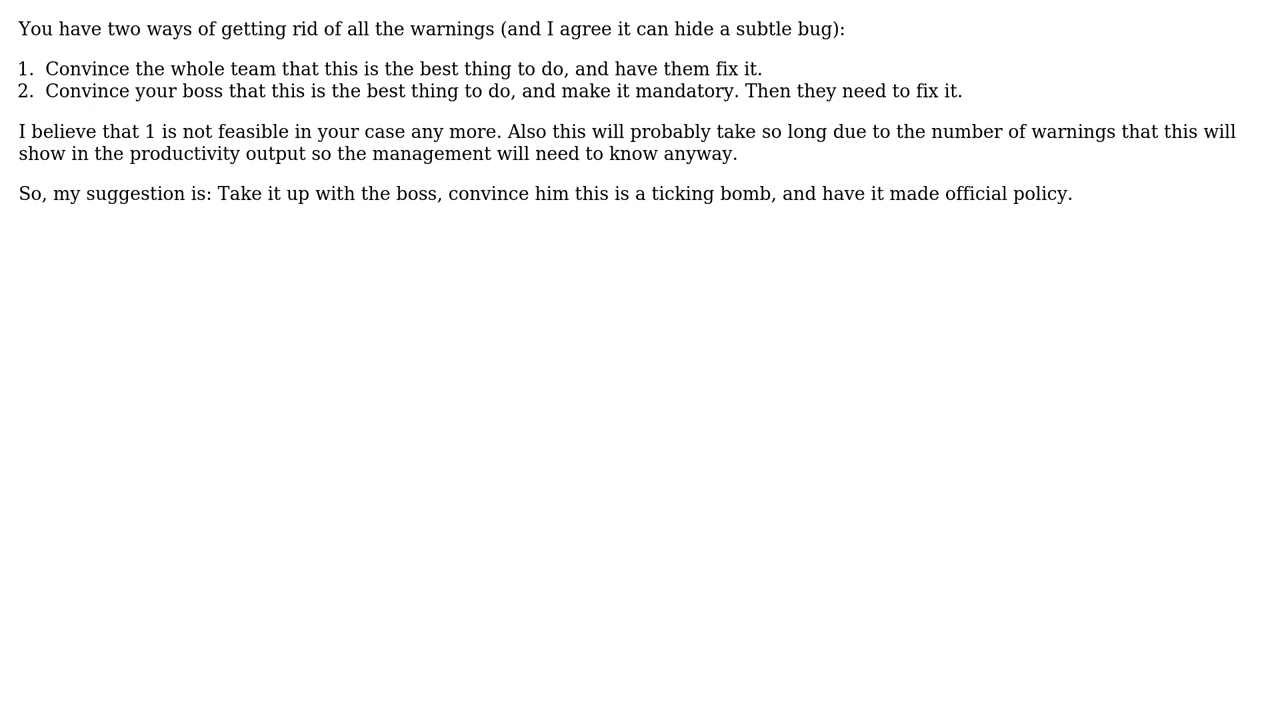 You have two ways of getting rid of all the warnings (and I agree it can hide a subtle bug):
1. Convince the whole team that this is the best thing to do, and have them fix it.
2. Convince your boss that this is the best thing to do, and make it mandatory. Then they need to fix it.
I believe that 1 is not feasible in your case any more. Also this will probably take so long due to the number of warnings that this will
show in the productivity output so the management will need to know anyway.
So, my suggestion is: Take it up with the boss, convince him this is a ticking bomb, and have it made official policy.